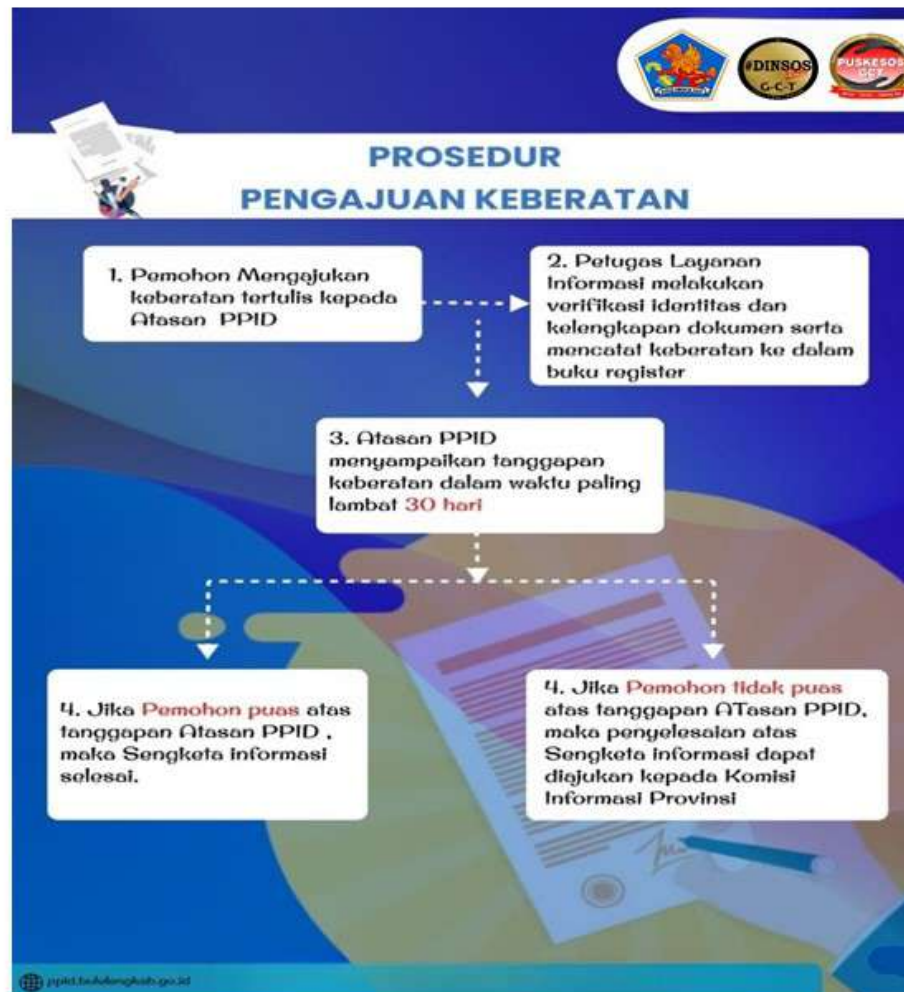 #DINSOS
G-C-T
PUSKESOS
GCT
PROSEDUR
PENGAJUAN KEBERATAN
1. Pemohon Mengajukan
keberatan tertulis kepada
Atasan PPID
2. Petugas Layanan
Informasi melakukan
verifikasi identitas dan
kelengkapan dokumen serta
mencatat keberatan ke dalam
buku register
3. Atasan PPID
menyampaikan tanggapan
keberatan dalam waktu paling
lambat 30 hari
4. Jika Pemohon puas atas
tanggapan Atasan PPID ,
maka Sengketa informasi
selesai.
4. Jika Pemohon tidak puas
atas tanggapan ATasan PPID,
maka penyelesaian atas
Sengketa informasi dapat
diajukan kepada Komisi
Informasi Provinsi